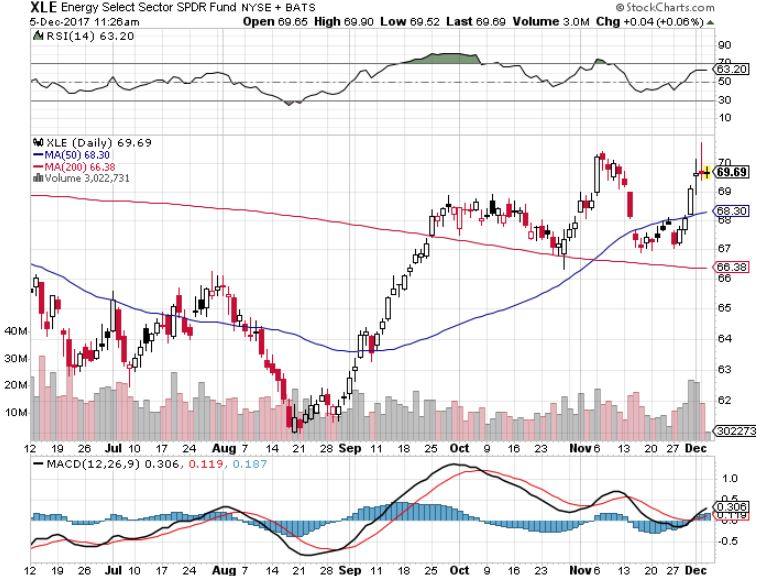 XLE Energy Select Sector SPDR Fund NYSE + BATS
© StockCharts.com
5-Dec-2017 11:26am
Open 69.65 High 69.90 Low 69.52 Last 69.69 Volume 3.0M Chg +0.04 (+0.06%)
RSI(14) 63.20
90
70
63.20
50
30
10
XLE (Daily) 69.69
MA(50) 68.30
MA(200) 66.38
Volume 3,022,731
70
69.69
69
68.30
68
67
66.38
66
65
64
63
62
40M
30M
20M
10M
302273
12 19 26 Jul 10 17 24 Aug 7 14 21 28 Sep 11 18 25 Oct 9 16 23 Nov 6 13 20 27 Dec
MACD(12,26,9) 0.306, 0.119, 0.187
1.0
0.5
0.306
0.119
0.0
-0.5
12 19 26 Jul 10 17 24 Aug 7 14 21 28 Sep 11 18 25 Oct 9 16 23 Nov 6 13 20 27 Dec